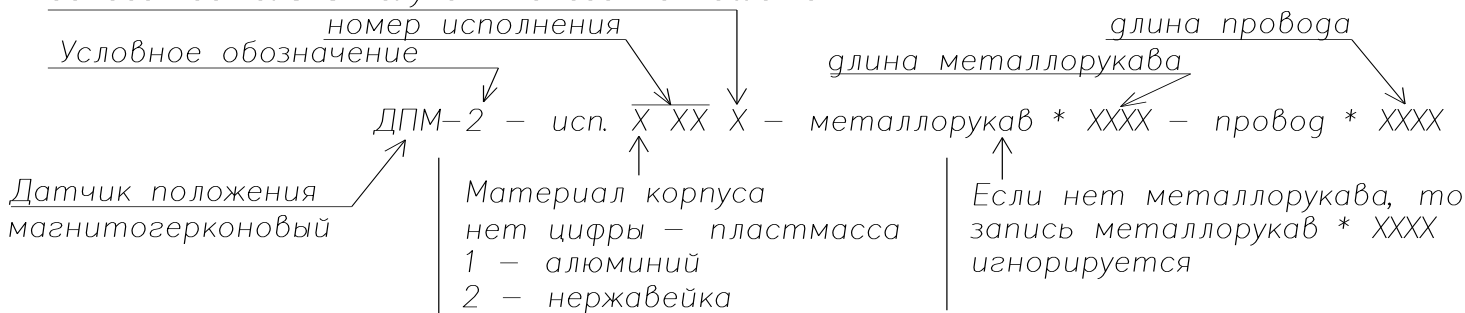 номер исполнения
длина провода
Условное обозначение
длина металлорукава
ДПМ-2 - исп. X XX X - металлорукав * XXXX - провод * XXXX
Датчик положения
магнитогерконовый
Материал корпуса
нет цифры - пластмасса
1 - алюминий
2 - нержавейка
Если нет металлорукава, то
запись металлорукав * XXXX
игнорируется